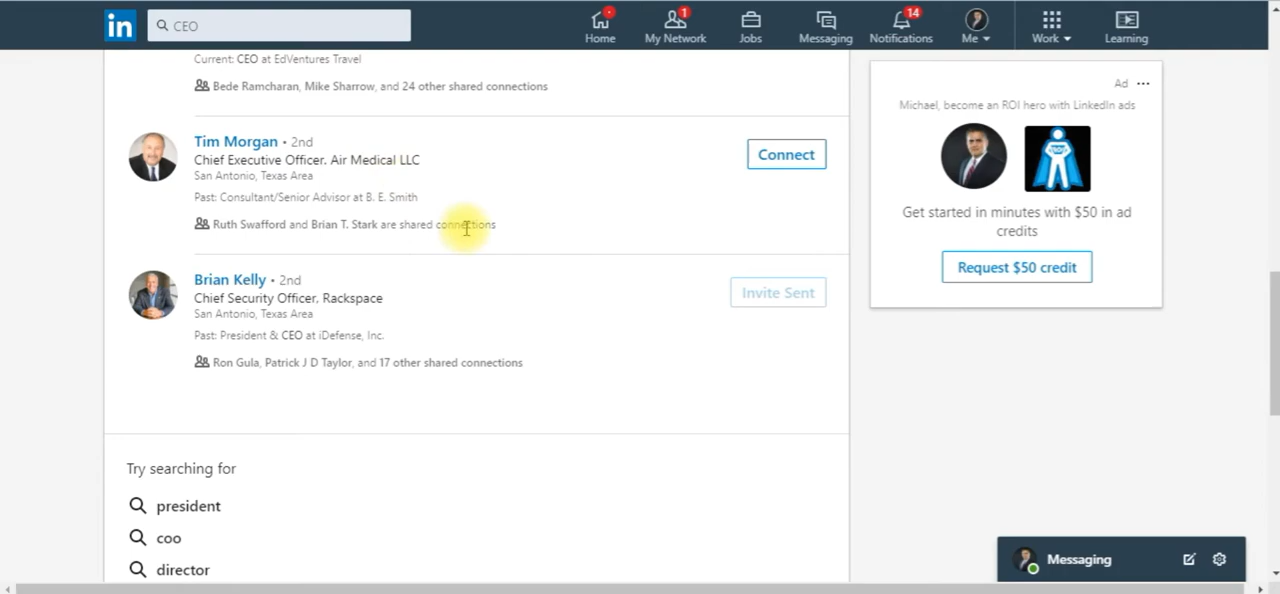 in
CEO
Home
My Network
1
Jobs
Messaging
Notifications
14
Me
Work
Learning
Current: CEO at EdVentures Travel
Bede Ramcharan, Mike Sharrow, and 24 other shared connections
Tim Morgan • 2nd
Chief Executive Officer, Air Medical LLC
San Antonio, Texas Area
Past: Consultant/Senior Advisor at B. E. Smith
Ruth Swafford and Brian T. Stark are shared connections
Connect
Brian Kelly • 2nd
Chief Security Officer, Rackspace
San Antonio, Texas Area
Past: President & CEO at iDefense, Inc.
Ron Gula, Patrick J D Taylor, and 17 other shared connections
Invite Sent
Try searching for
president
coo
director
Ad
Michael, become an ROI hero with LinkedIn ads
Get started in minutes with $50 in ad
credits
Request $50 credit
Messaging